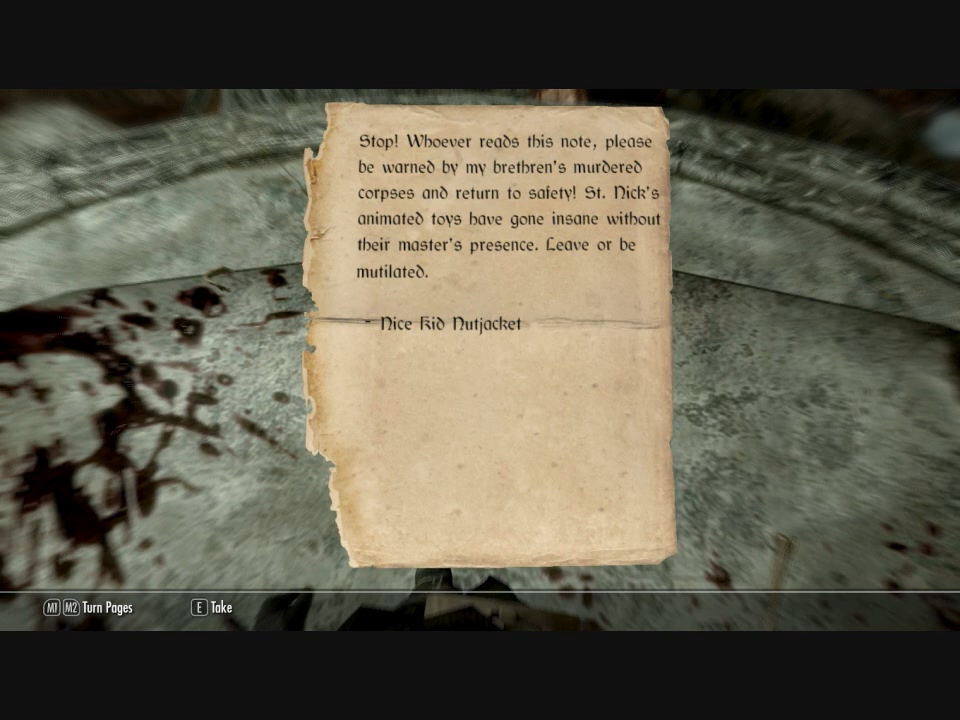 Stop! Whoever reads this note, please
be warned by my brethren's murdered
corpses and return to safety! St. Nick's
animated toys have gone insane without
their master's presence. Leave or be
mutilated.
- Nice Kid Nutjacket
M1 M2 Turn Pages E Take